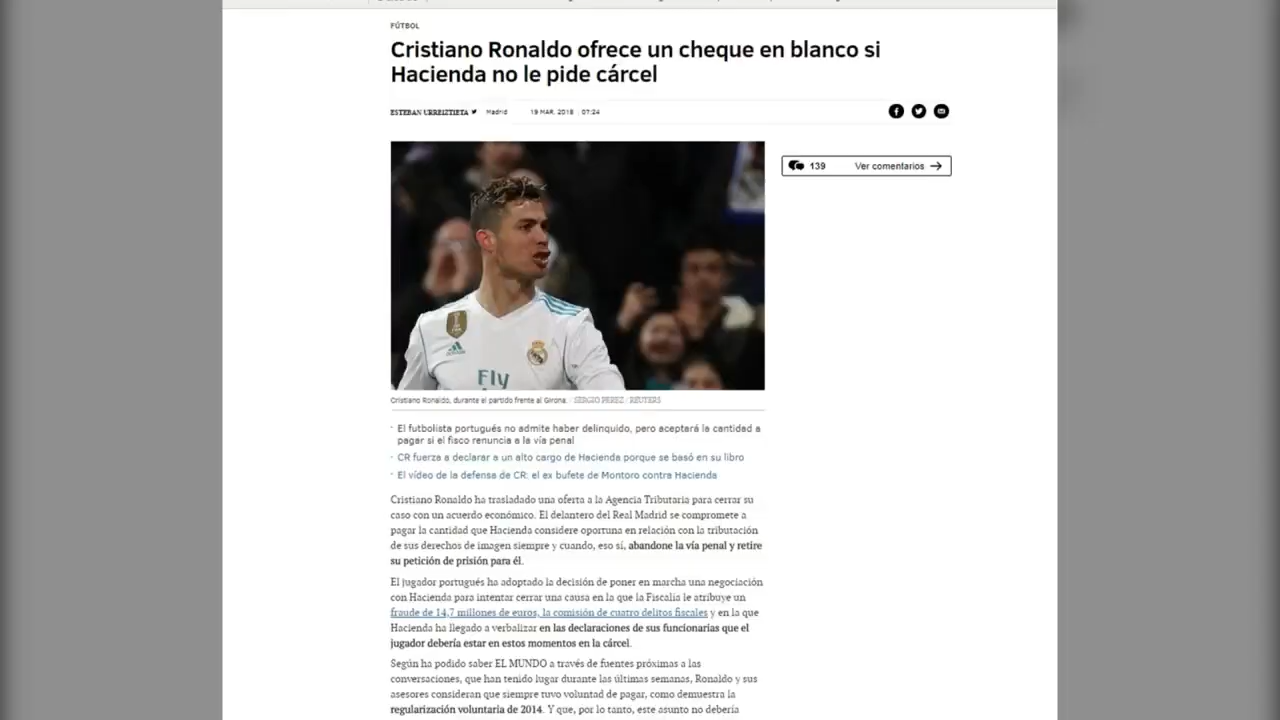 FÚTBOL
Cristiano Ronaldo ofrece un cheque en blanco si
Hacienda no le pide cárcel
ESTEBAN URREIZTIETA Madrid 19 MAR. 2018 07:24
139 Ver comentarios
Fly
Cristiano Ronaldo, durante el partido frente al Girona. / SERGIO PEREZ / REUTERS
El futbolista portugués no admite haber delinquido, pero aceptará la cantidad a
pagar si el fisco renuncia a la vía penal
CR fuerza a declarar a un alto cargo de Hacienda porque se basó en su libro
El vídeo de la defensa de CR: el ex bufete de Montoro contra Hacienda
Cristiano Ronaldo ha trasladado una oferta a la Agencia Tributaria para cerrar su
caso con un acuerdo económico. El delantero del Real Madrid se compromete a
pagar la cantidad que Hacienda considere oportuna en relación con la tributación
de sus derechos de imagen siempre y cuando, eso sí, abandone la vía penal y retire
su petición de prisión para él.
El jugador portugués ha adoptado la decisión de poner en marcha una negociación
con Hacienda para intentar cerrar una causa en la que la Fiscalía le atribuye un
fraude de 14,7 millones de euros, la comisión de cuatro delitos fiscales y en la que
Hacienda ha llegado a verbalizar en las declaraciones de sus funcionarias que el
jugador debería estar en estos momentos en la cárcel.
Según ha podido saber EL MUNDO a través de fuentes próximas a las
conversaciones, que han tenido lugar durante las últimas semanas, Ronaldo y sus
asesores consideran que siempre tuvo voluntad de pagar, como demuestra la
regularización voluntaria de 2014. Y que, por lo tanto, este asunto no debería